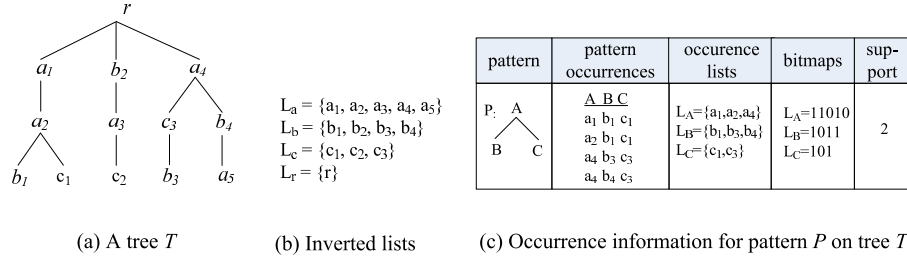 r
a1 b2 a4
a2 a3 c3 b4
b1 c1 c2 b3 a5
(a) A tree T
La = {a1, a2, a3, a4, a5}
Lb = {b1, b2, b3, b4}
Lc = {c1, c2, c3}
Lr = {r}
(b) Inverted lists
pattern
pattern occurrences
occurence lists
bitmaps
sup-
port
P: A
B C
A B C
a1 b1 c1
a2 b1 c1
a4 b3 c3
a4 b4 c3
LA={a1,a2,a4}
LB={b1,b3,b4}
LC={c1,c3}
LA=11010
LB=1011
LC=101
2
(c) Occurrence information for pattern P on tree T